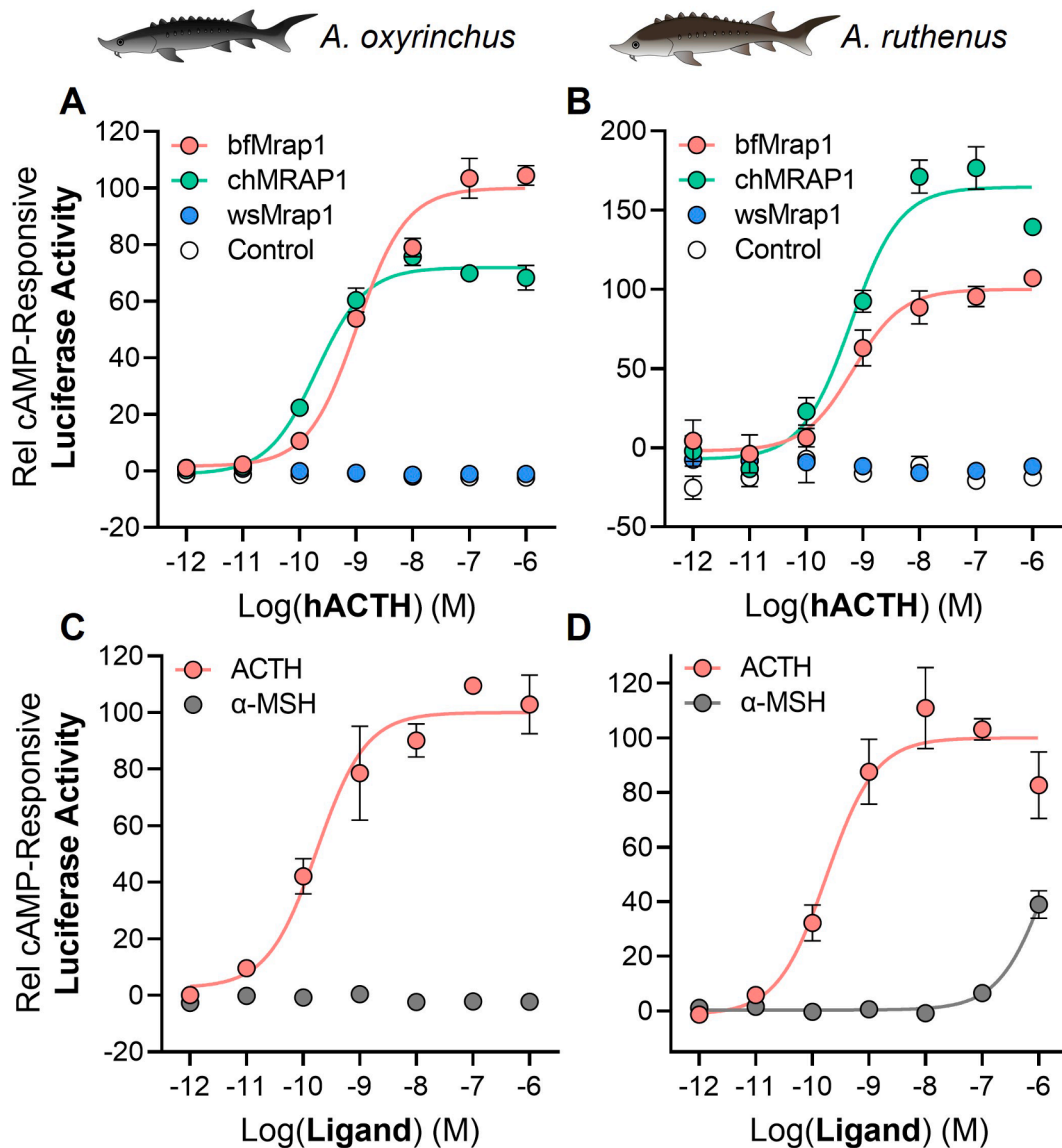 A. oxyrinchus
A. ruthenus
A
bfMrap1
chMRAP1
wsMrap1
Control
120
100
80
60
40
20
0
-20
-12 -11 -10 -9 -8 -7 -6
Log(hACTH) (M)
Rel cAMP-Responsive
Luciferase Activity
B
bfMrap1
chMRAP1
wsMrap1
Control
200
150
100
50
0
-50
-12 -11 -10 -9 -8 -7 -6
Log(hACTH) (M)
C
ACTH
α-MSH
120
100
80
60
40
20
0
-20
-12 -11 -10 -9 -8 -7 -6
Log(Ligand) (M)
Rel cAMP-Responsive
Luciferase Activity
D
ACTH
α-MSH
120
100
80
60
40
20
0
-12 -11 -10 -9 -8 -7 -6
Log(Ligand) (M)